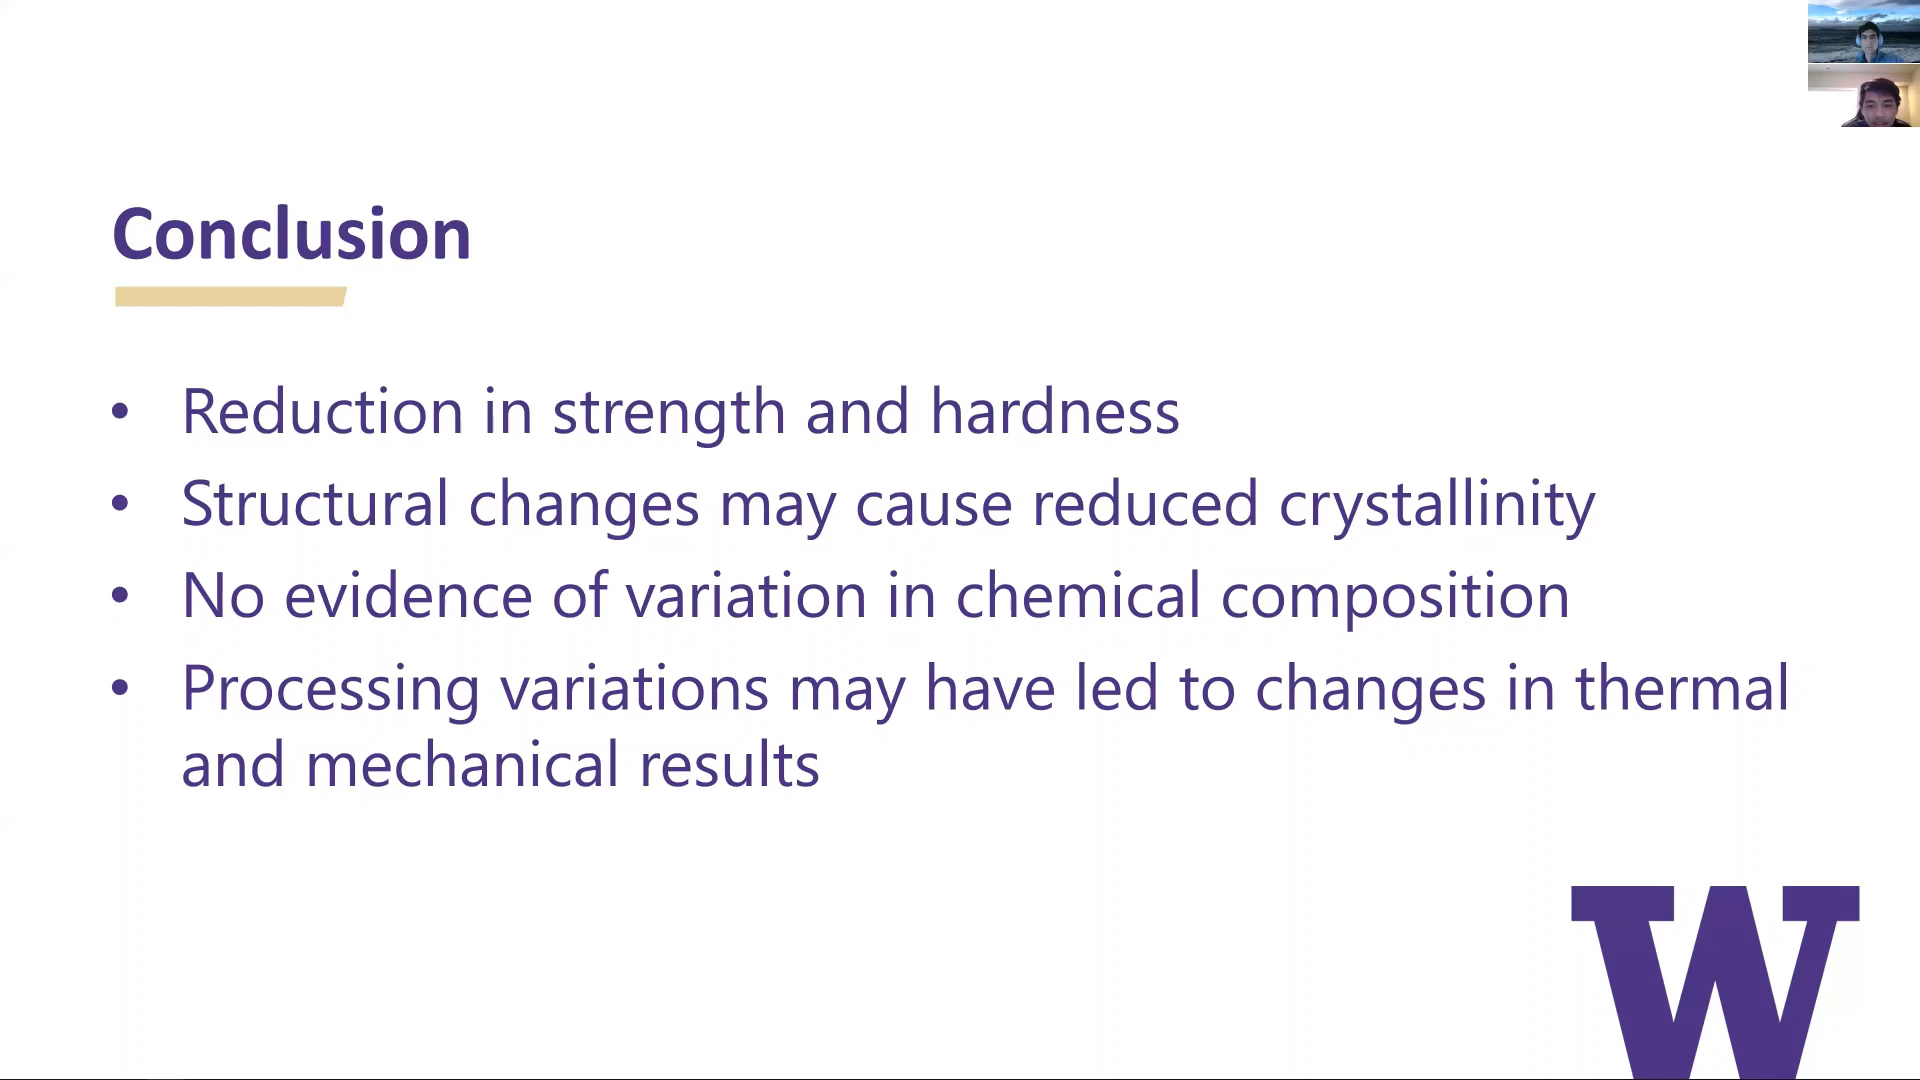 Conclusion
• Reduction in strength and hardness
• Structural changes may cause reduced crystallinity
• No evidence of variation in chemical composition
• Processing variations may have led to changes in thermal
and mechanical results
W